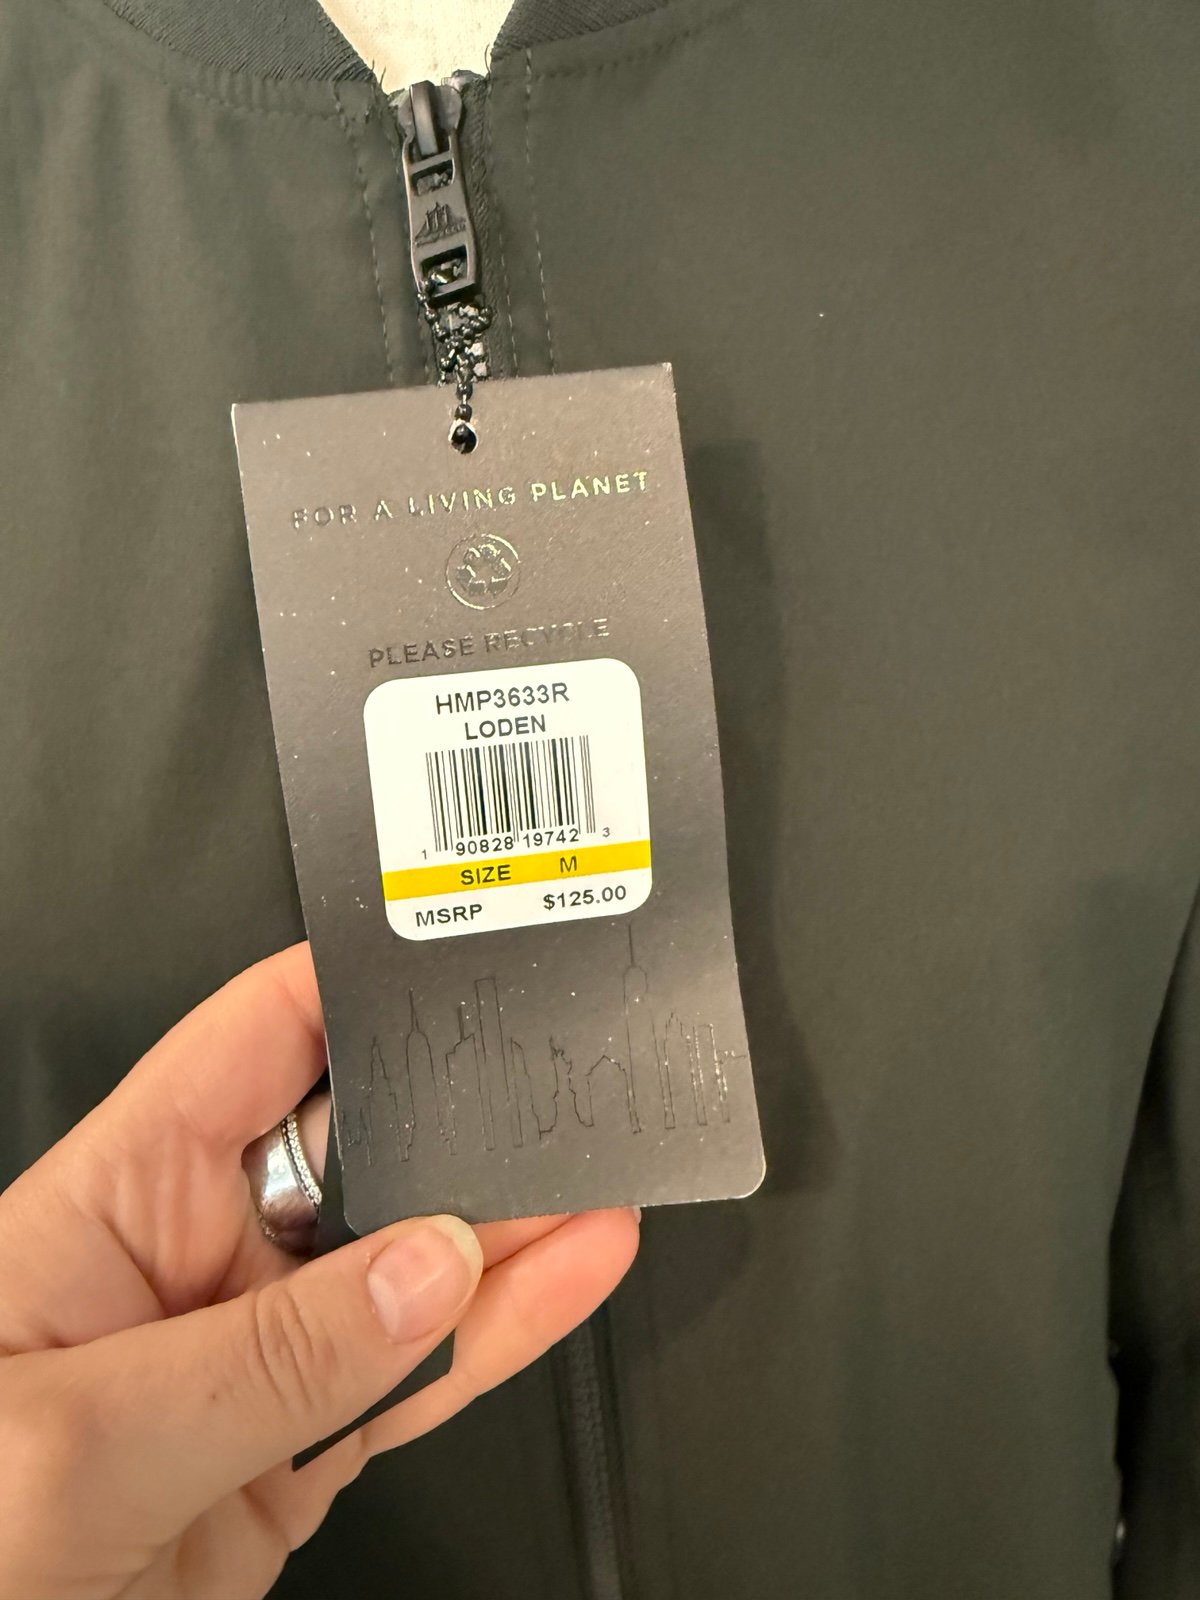 FOR A LIVING PLANET
PLEASE RECYCLE
HMP3633R
LODEN
1 90828 19742 3
SIZE M
MSRP $125.00